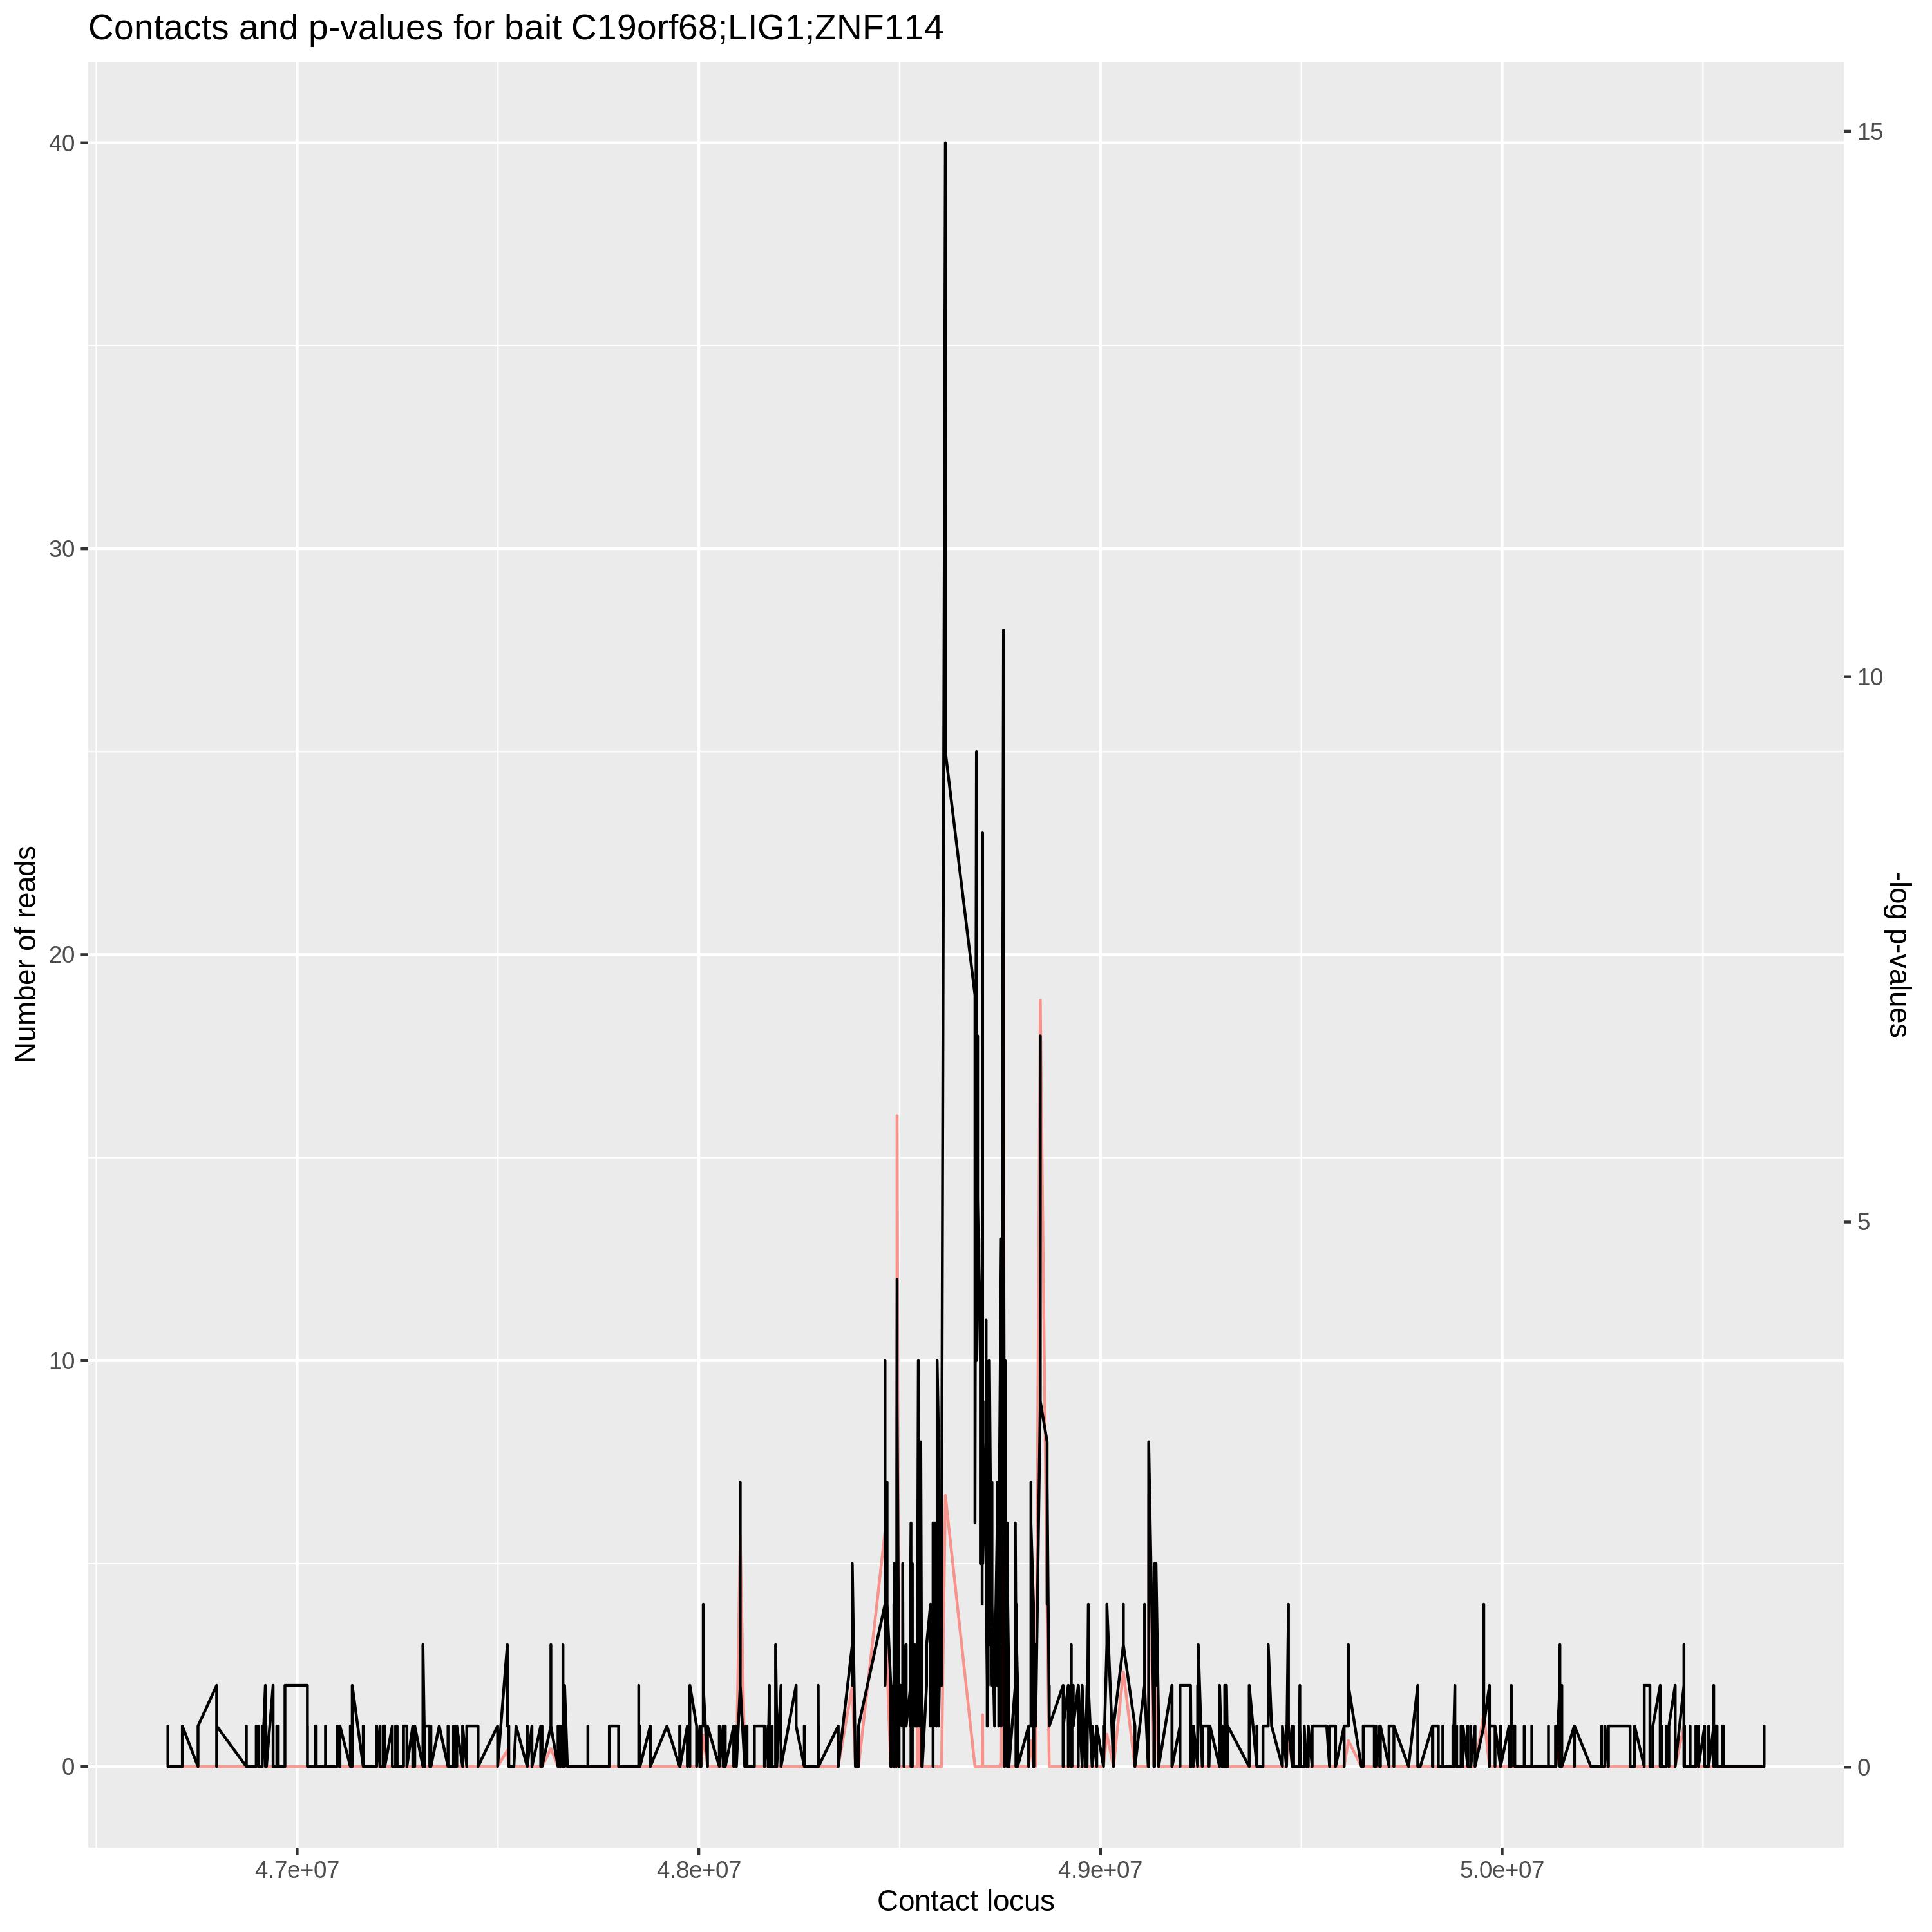 Contacts and p-values for bait C19orf68;LIG1;ZNF114
40
30
20
10
0
Number of reads
15
10
5
0
-log p-values
4.7e+07
4.8e+07
4.9e+07
5.0e+07
Contact locus